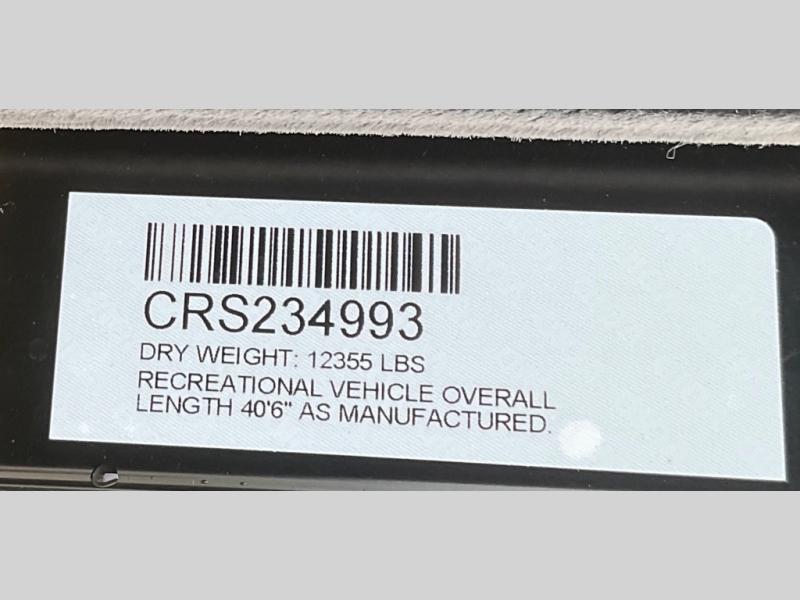 CRS234993
DRY WEIGHT: 12355 LBS
RECREATIONAL VEHICLE OVERALL
LENGTH 40'6" AS MANUFACTURED.